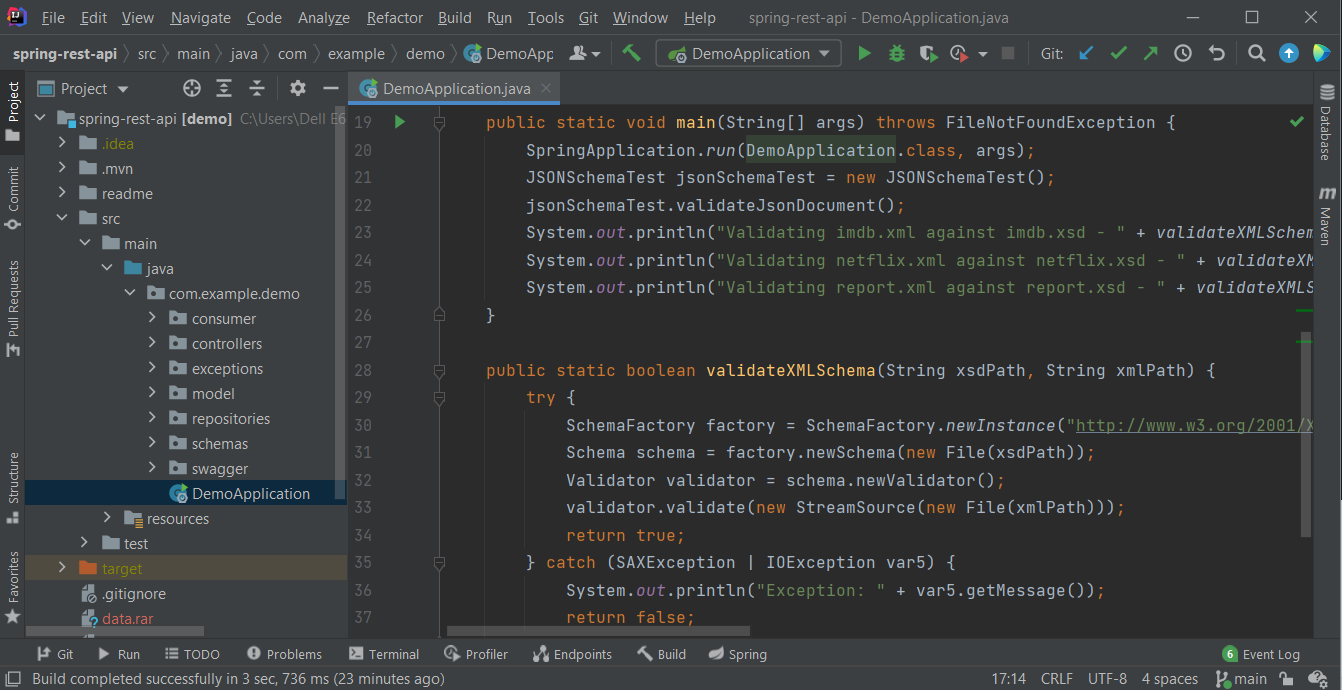 File Edit View Navigate Code Analyze Refactor Build Run Tools Git Window Help spring-rest-api - DemoApplication.java
spring-rest-api src main java com example demo DemoApp DemoApplication Git:
Project
Commit
Pull Requests
Structure
Favorites
Project
spring-rest-api [demo] C:\Users\Dell E6
.idea
.mvn
readme
src
main
java
com.example.demo
consumer
controllers
exceptions
model
repositories
schemas
swagger
DemoApplication
resources
test
target
.gitignore
data.rar
DemoApplication.java
19 public static void main(String[] args) throws FileNotFoundException {
20 SpringApplication.run(DemoApplication.class, args);
21 JSONSchemaTest jsonSchemaTest = new JSONSchemaTest();
22 jsonSchemaTest.validateJsonDocument();
23 System.out.println("Validating imdb.xml against imdb.xsd - " + validateXMLSchem
24 System.out.println("Validating netflix.xml against netflix.xsd - " + validateXM
25 System.out.println("Validating report.xml against report.xsd - " + validateXMLS
26 }
27
28 public static boolean validateXMLSchema(String xsdPath, String xmlPath) {
29 try {
30 SchemaFactory factory = SchemaFactory.newInstance("http://www.w3.org/2001/X
31 Schema schema = factory.newSchema(new File(xsdPath));
32 Validator validator = schema.newValidator();
33 validator.validate(new StreamSource(new File(xmlPath)));
34 return true;
35 } catch (SAXException | IOException var5) {
36 System.out.println("Exception: " + var5.getMessage());
37 return false;
Database
m Maven
Git Run TODO Problems Terminal Profiler Endpoints Build Spring 6 Event Log
Build completed successfully in 3 sec, 736 ms (23 minutes ago) 17:14 CRLF UTF-8 4 spaces main